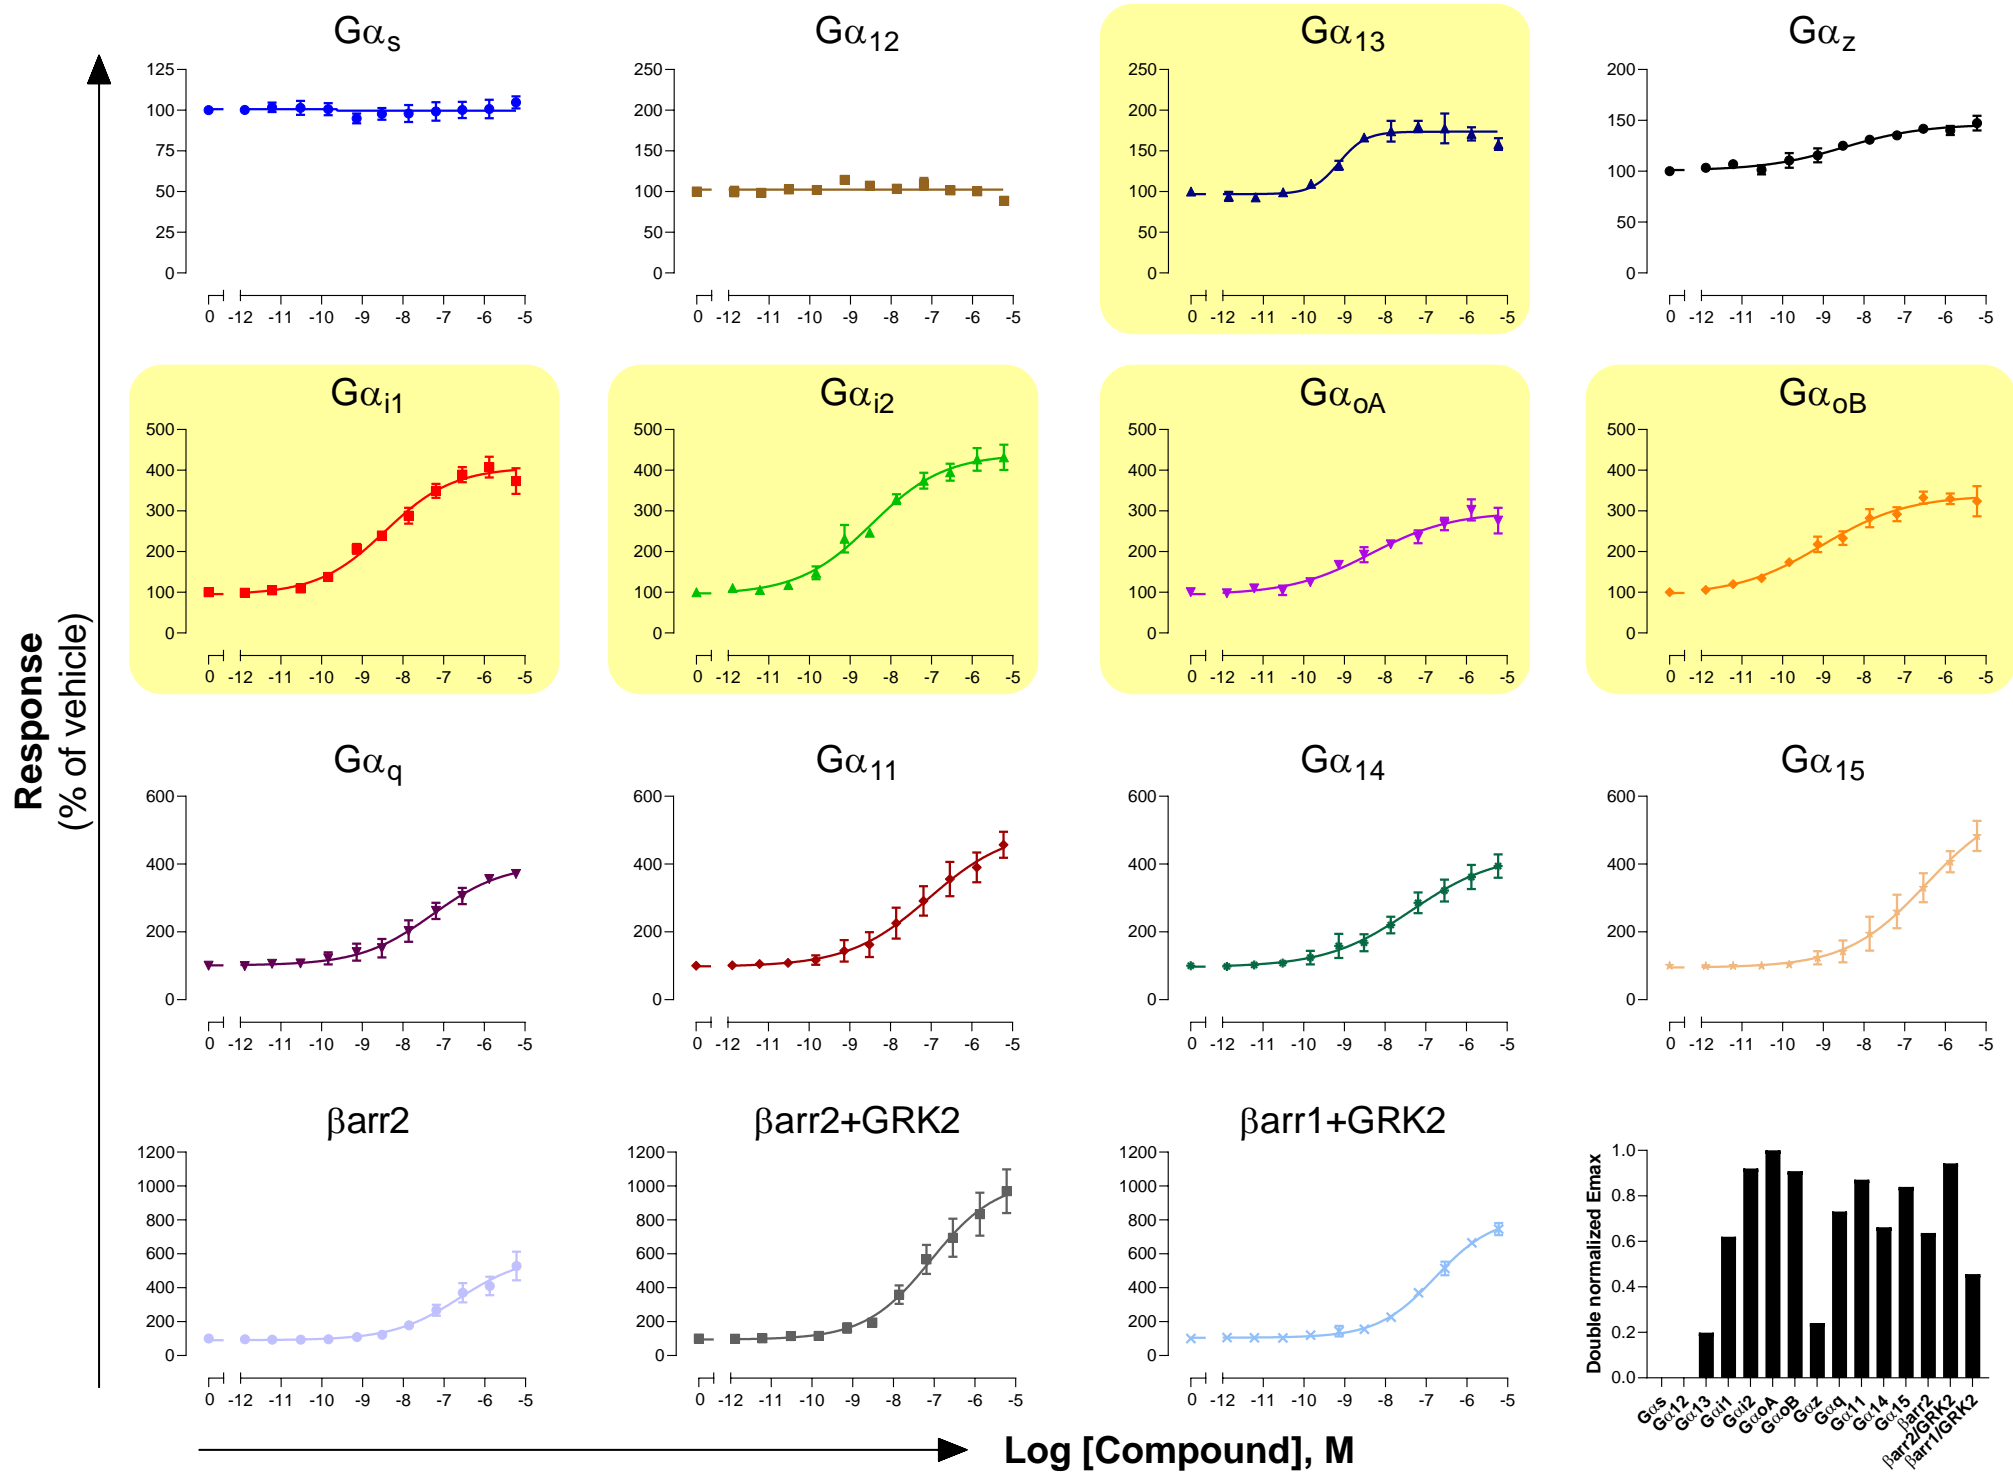 Gαs
Gα12
Gα13
Gαz
125
100
75
50
25
0
0 -12 -11 -10 -9 -8 -7 -6 -5
250
200
150
100
50
0
0 -12 -11 -10 -9 -8 -7 -6 -5
250
200
150
100
50
0
0 -12 -11 -10 -9 -8 -7 -6 -5
200
150
100
50
0
0 -12 -11 -10 -9 -8 -7 -6 -5
Gαi1
Gαi2
GαoA
GαoB
500
400
300
200
100
0
0 -12 -11 -10 -9 -8 -7 -6 -5
500
400
300
200
100
0
0 -12 -11 -10 -9 -8 -7 -6 -5
500
400
300
200
100
0
0 -12 -11 -10 -9 -8 -7 -6 -5
500
400
300
200
100
0
0 -12 -11 -10 -9 -8 -7 -6 -5
Response
(% of vehicle)
Gαq
Gα11
Gα14
Gα15
600
400
200
0
0 -12 -11 -10 -9 -8 -7 -6 -5
600
400
200
0
0 -12 -11 -10 -9 -8 -7 -6 -5
600
400
200
0
0 -12 -11 -10 -9 -8 -7 -6 -5
600
400
200
0
0 -12 -11 -10 -9 -8 -7 -6 -5
βarr2
βarr2+GRK2
βarr1+GRK2
1200
1000
800
600
400
200
0
0 -12 -11 -10 -9 -8 -7 -6 -5
1200
1000
800
600
400
200
0
0 -12 -11 -10 -9 -8 -7 -6 -5
1200
1000
800
600
400
200
0
0 -12 -11 -10 -9 -8 -7 -6 -5
Double normalized Emax
1.0
0.8
0.6
0.4
0.2
0.0
Gαs
Gα12
Gα13
Gαi1
Gαi2
GαoA
GαoB
Gαz
Gαq
Gα11
Gα14
Gα15
βarr2
βarr2/GRK2
βarr1/GRK2
Log [Compound], M